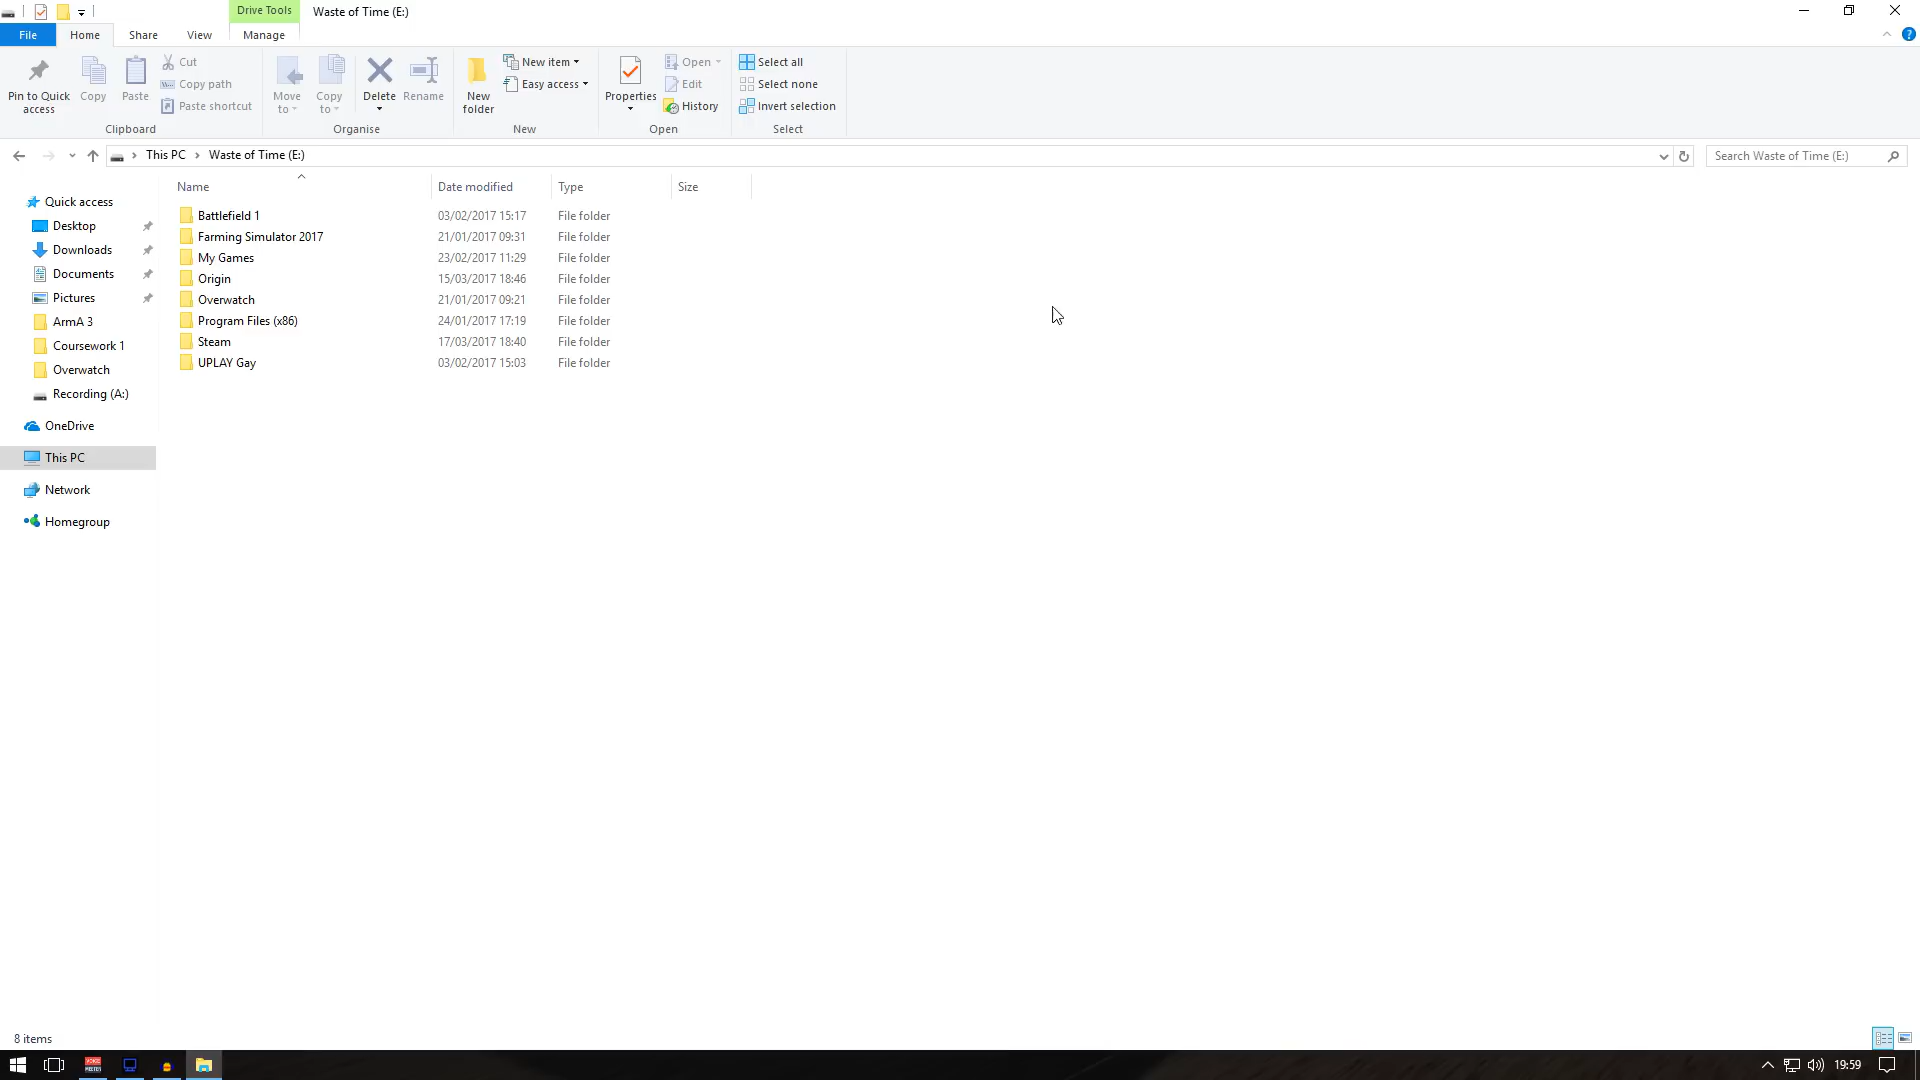 Drive Tools Waste of Time (E:)
File Home Share View Manage
Pin to Quick access
Copy
Paste
Cut
Copy path
Paste shortcut
Clipboard
Move to
Copy to
Delete
Rename
Organise
New folder
New item
Easy access
New
Properties
Open
Edit
History
Open
Select all
Select none
Invert selection
Select
This PC Waste of Time (E:)
Search Waste of Time (E:)
Quick access
Desktop
Downloads
Documents
Pictures
ArmA 3
Coursework 1
Overwatch
Recording (A:)
OneDrive
This PC
Network
Homegroup
Name Date modified Type Size
Battlefield 1 03/02/2017 15:17 File folder
Farming Simulator 2017 21/01/2017 09:31 File folder
My Games 23/02/2017 11:29 File folder
Origin 15/03/2017 18:46 File folder
Overwatch 21/01/2017 09:21 File folder
Program Files (x86) 24/01/2017 17:19 File folder
Steam 17/03/2017 18:40 File folder
UPLAY Gay 03/02/2017 15:03 File folder
8 items
VOICE MEETER
19:59